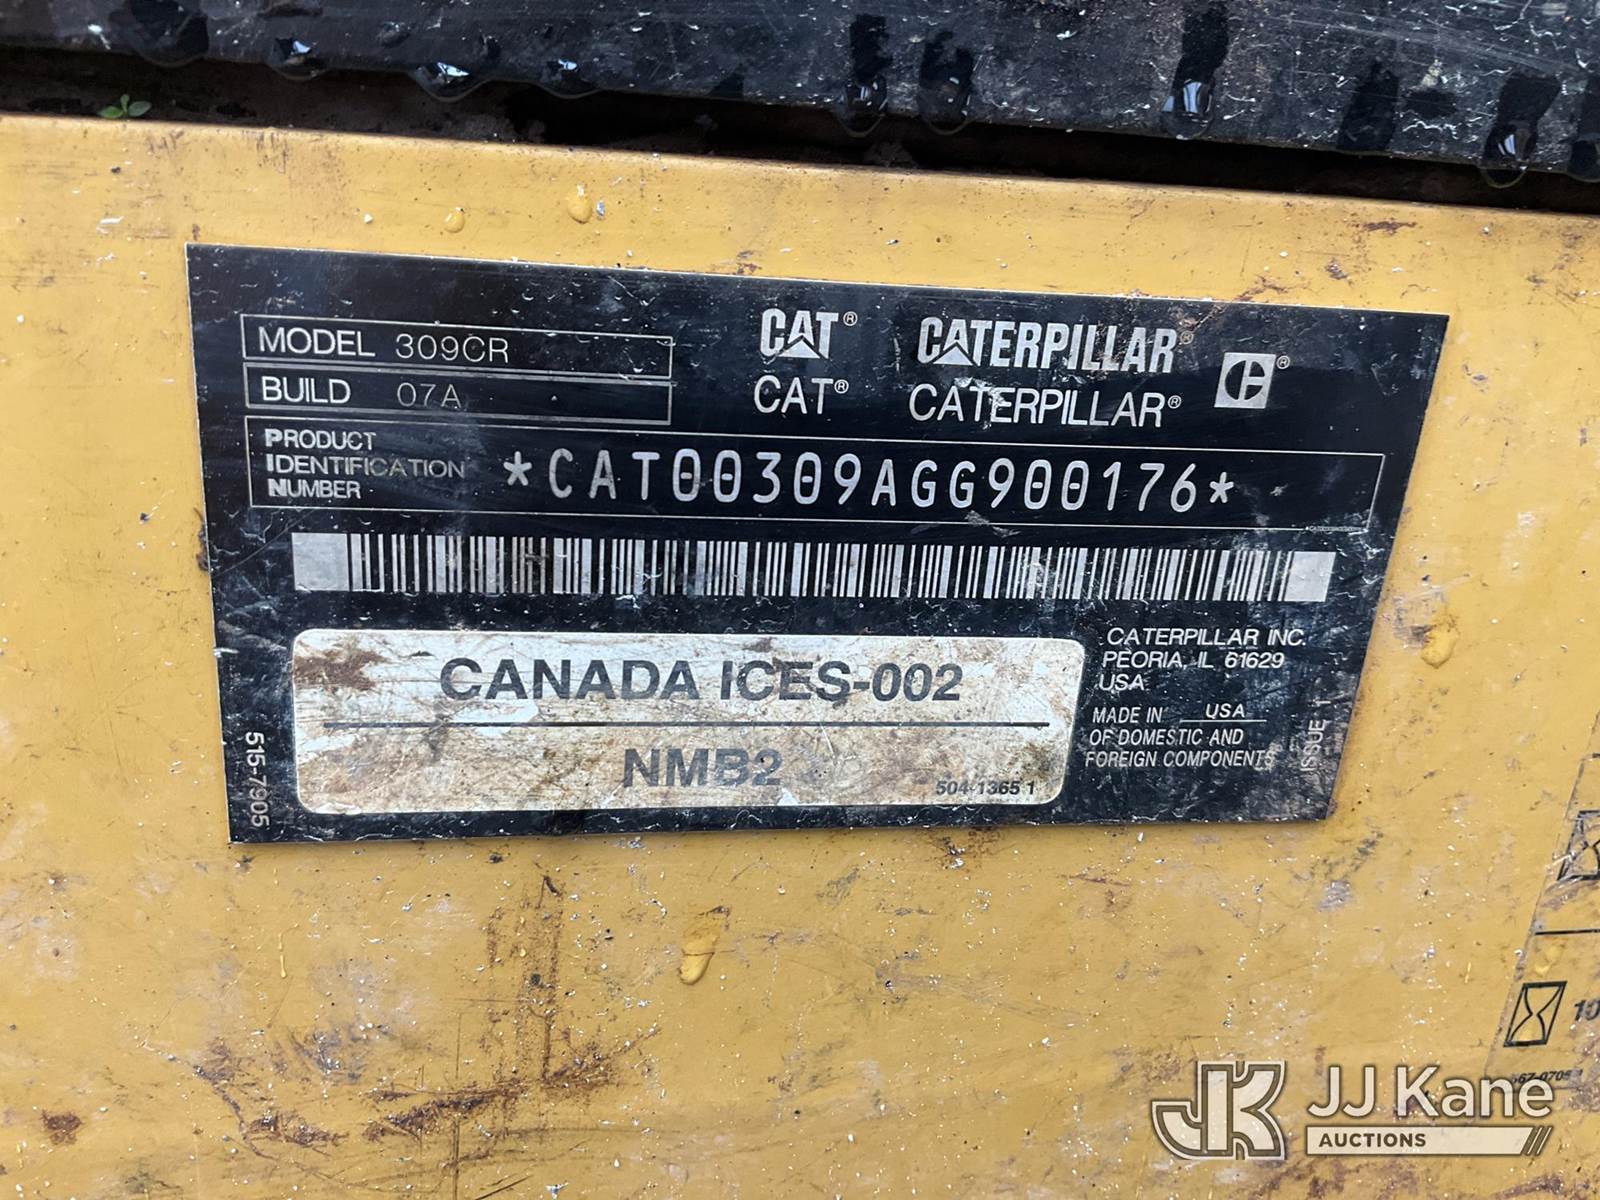 MODEL 309CR
BUILD 07A
CAT® CATERPILLAR®
CAT® CATERPILLAR®
PRODUCT
IDENTIFICATION
NUMBER
*CAT00309AGG900176*
CANADA ICES-002
NMB2
504-1365 1
CATERPILLAR INC.
PEORIA, IL 61629
USA
MADE IN USA
OF DOMESTIC AND
FOREIGN COMPONENTS
ISSUE 1
515-7905
10
JJ Kane
AUCTIONS